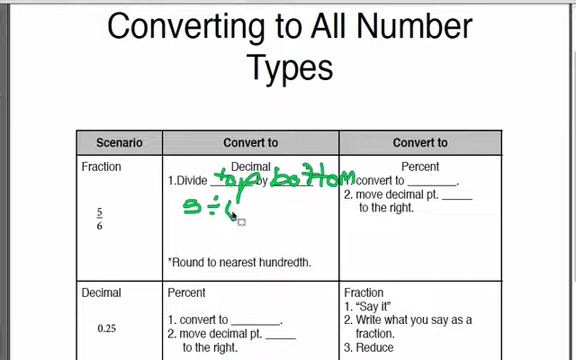 Converting to All Number
Types
Scenario Convert to Convert to
Fraction
5/6
Decimal
1.Divide top by bottom
5 ÷
*Round to nearest hundredth.
Percent
1. convert to ________.
2. move decimal pt. _____
to the right.
Decimal
0.25
Percent
1. convert to ________.
2. move decimal pt. _____
to the right.
Fraction
1. “Say it”
2. Write what you say as a
fraction.
3. Reduce